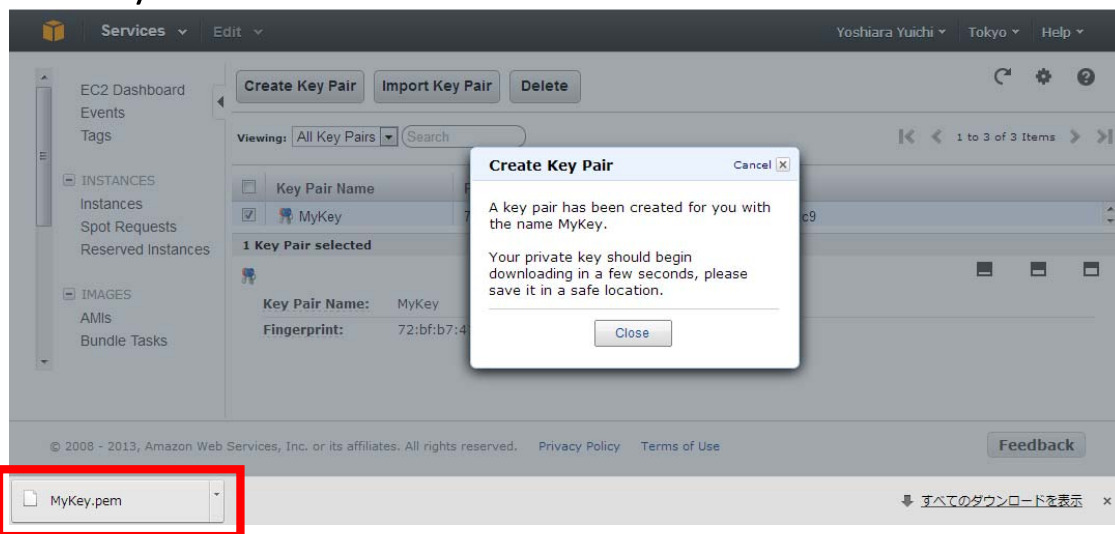 Services Edit Yoshiara Yuichi Tokyo Help
EC2 Dashboard
Events
Tags
INSTANCES
Instances
Spot Requests
Reserved Instances
IMAGES
AMIs
Bundle Tasks
Create Key Pair Import Key Pair Delete
Viewing: All Key Pairs Search 1 to 3 of 3 Items
Key Pair Name
MyKey c9
1 Key Pair selected
Key Pair Name: MyKey
Fingerprint: 72:bf:b7:4
Create Key Pair Cancel
A key pair has been created for you with
the name MyKey.
Your private key should begin
downloading in a few seconds, please
save it in a safe location.
Close
© 2008 - 2013, Amazon Web Services, Inc. or its affiliates. All rights reserved. Privacy Policy Terms of Use Feedback
MyKey.pem すべてのダウンロードを表示